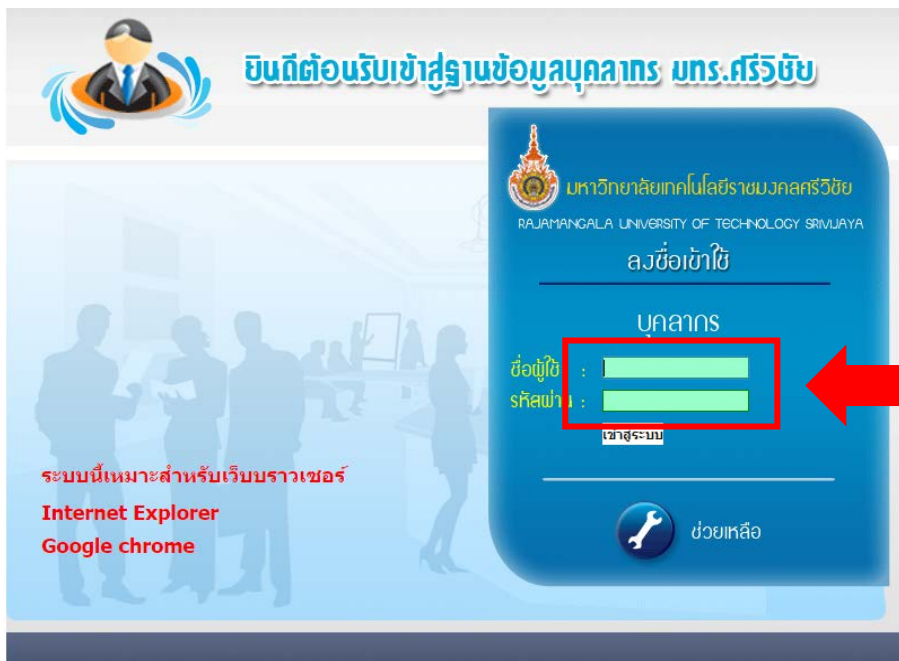 ยินดีต้อนรับเข้าสู่ฐานข้อมูลบุคลากร มทร.ศรีวิชัย
มหาวิทยาลัยเทคโนโลยีราชมงคลศรีวิชัย
RAJAMANGALA UNIVERSITY OF TECHNOLOGY SRIVIJAYA
ลงชื่อเข้าใช้
บุคลากร
ชื่อผู้ใช้ :
รหัสผ่าน :
เข้าสู่ระบบ
ระบบนี้เหมาะสำหรับเว็บบราวเซอร์
Internet Explorer
Google chrome
ช่วยเหลือ